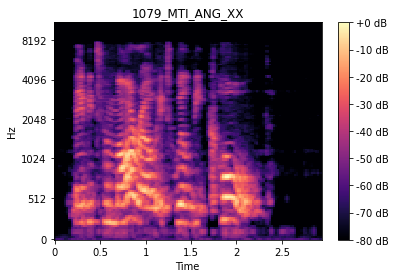 1079_MTI_ANG_XX
+0 dB
8192
-10 dB
4096
-20 dB
-30 dB
2048
Hz
-40 dB
1024
-50 dB
512
-60 dB
-70 dB
0
-80 dB
0 0.5 1 1.5 2 2.5
Time